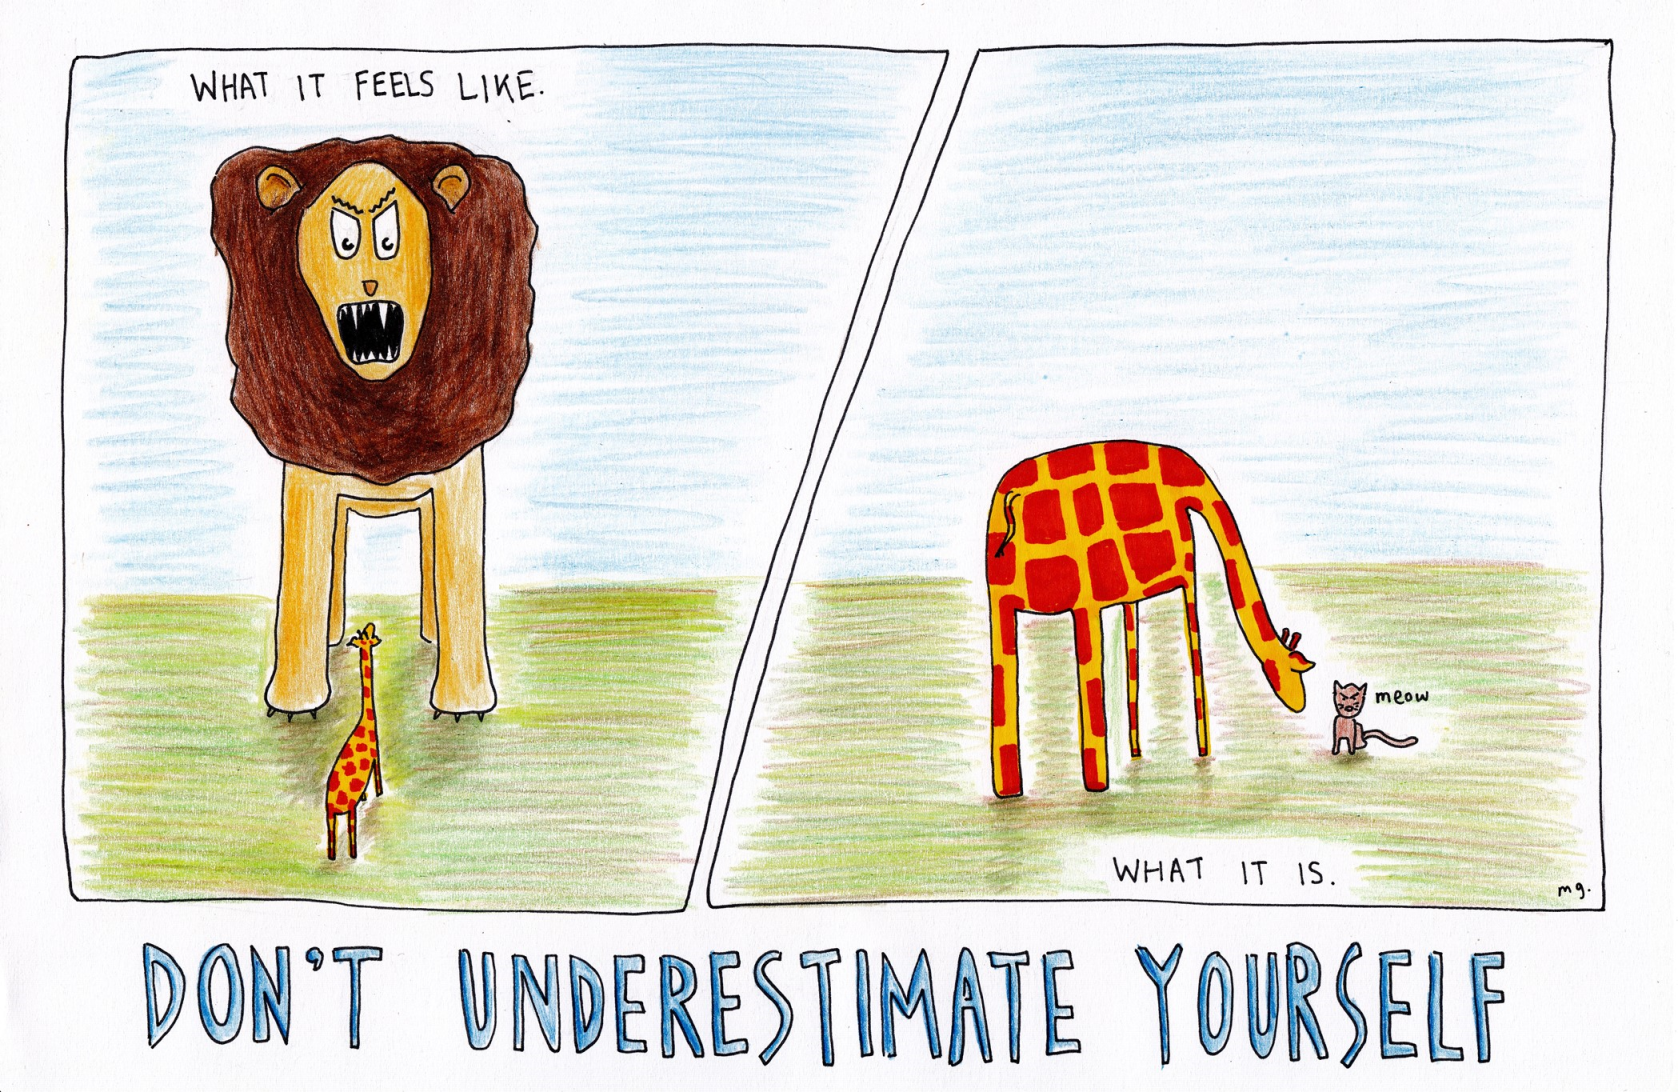 WHAT IT FEELS LIKE.
meow
WHAT IT IS.
mg.
DON'T UNDERESTIMATE YOURSELF